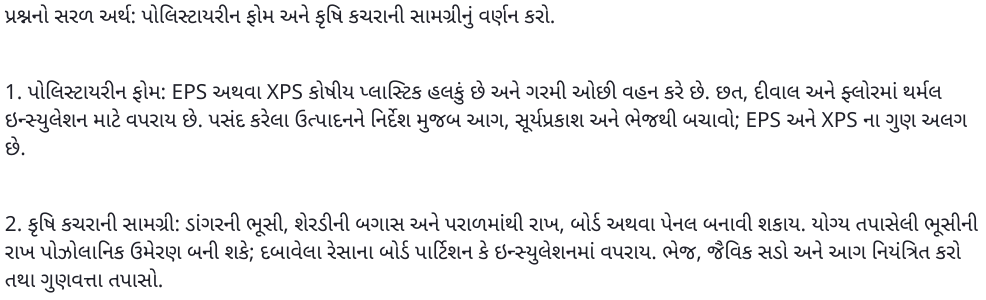 પ્રશ્નનો સરળ અર્થ: પોલિસ્ટાયરીન ફોમ અને કૃષિ કચરાની સામગ્રીનું વર્ણન કરો.
1. પોલિસ્ટાયરીન ફોમ: EPS અથવા XPS કોષીય પ્લાસ્ટિક હલકું છે અને ગરમી ઓછી વહન કરે છે. છત, દીવાલ અને ફ્લોરમાં થર્મલ
ઇન્સ્યુલેશન માટે વપરાય છે. પસંદ કરેલા ઉત્પાદનને નિર્દેશ મુજબ આગ, સૂર્યપ્રકાશ અને ભેજથી બચાવો; EPS અને XPS ના ગુણ અલગ
છે.
2. કૃષિ કચરાની સામગ્રી: ડાંગરની ભૂસી, શેરડીની બગાસ અને પરાળમાંથી રાખ, બોર્ડ અથવા પેનલ બનાવી શકાય. યોગ્ય તપાસેલી ભૂસીની
રાખ પોઝોલાનિક ઉમેરણ બની શકે; દબાવેલા રેસાના બોર્ડ પાર્ટિશન કે ઇન્સ્યુલેશનમાં વપરાય. ભેજ, જૈવિક સડો અને આગ નિયંત્રિત કરો
તથા ગુણવત્તા તપાસો.